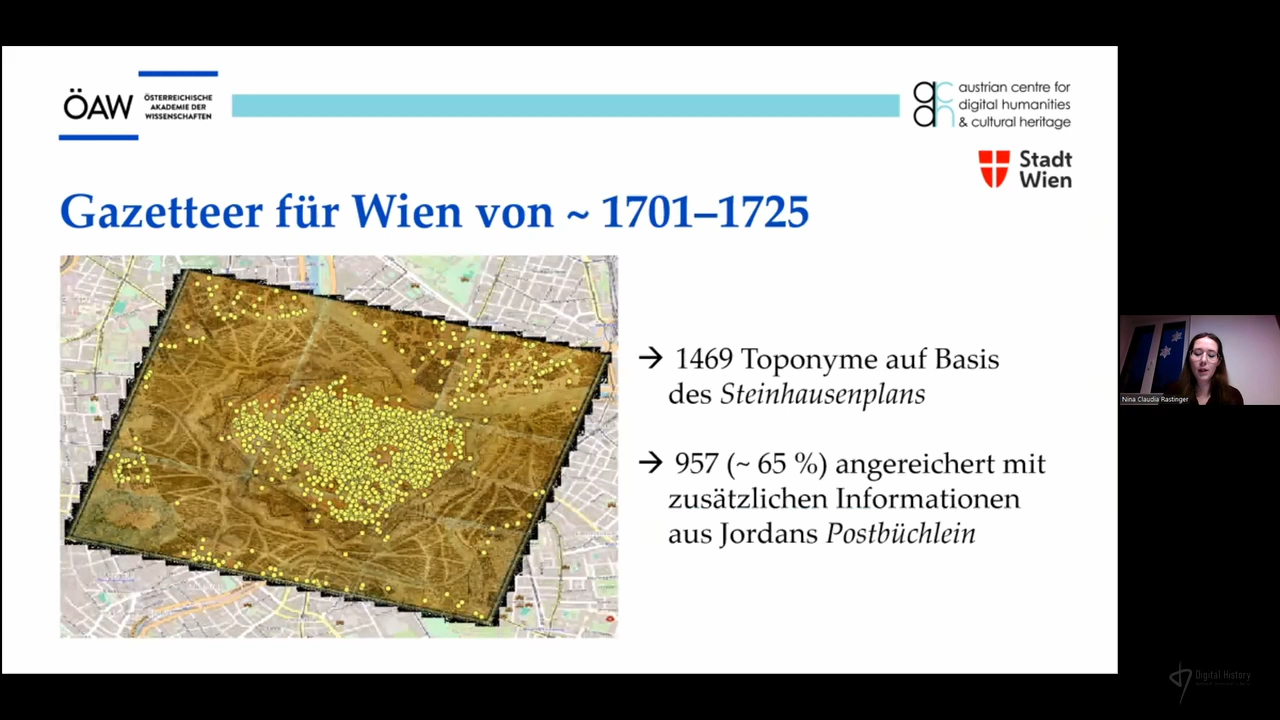 ÖAW
ÖSTERREICHISCHE
AKADEMIE DER
WISSENSCHAFTEN
austrian centre for
digital humanities
& cultural heritage
Stadt
Wien
Gazetteer für Wien von ~ 1701–1725
→ 1469 Toponyme auf Basis
des Steinhausenplans
→ 957 (~ 65 %) angereichert mit
zusätzlichen Informationen
aus Jordans Postbüchlein
Nina Claudia Rastinger
Digital History